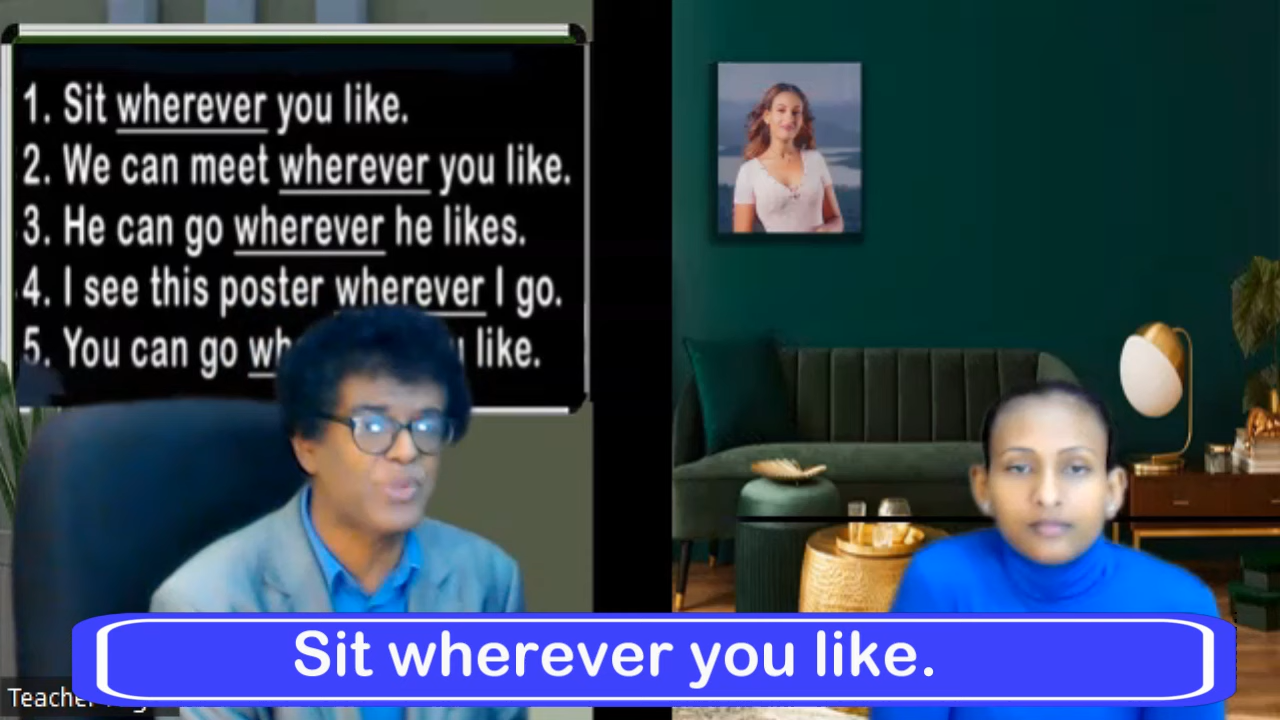 1. Sit wherever you like.
2. We can meet wherever you like.
3. He can go wherever he likes.
4. I see this poster wherever I go.
5. You can go like.
Sit wherever you like.
Teacher